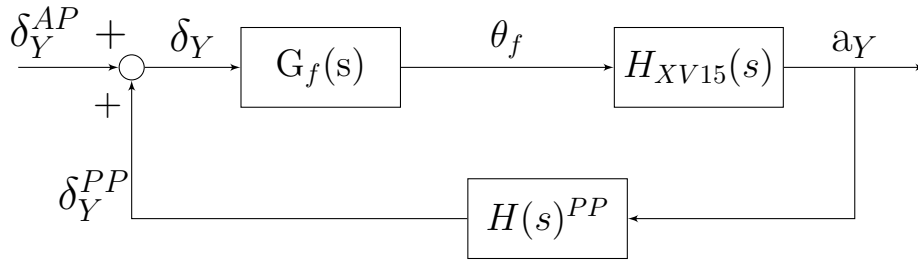 δ_Y^{AP} + δ_Y G_f(s) θ_f H_{XV15}(s) a_Y
+
δ_Y^{PP} H(s)^{PP}